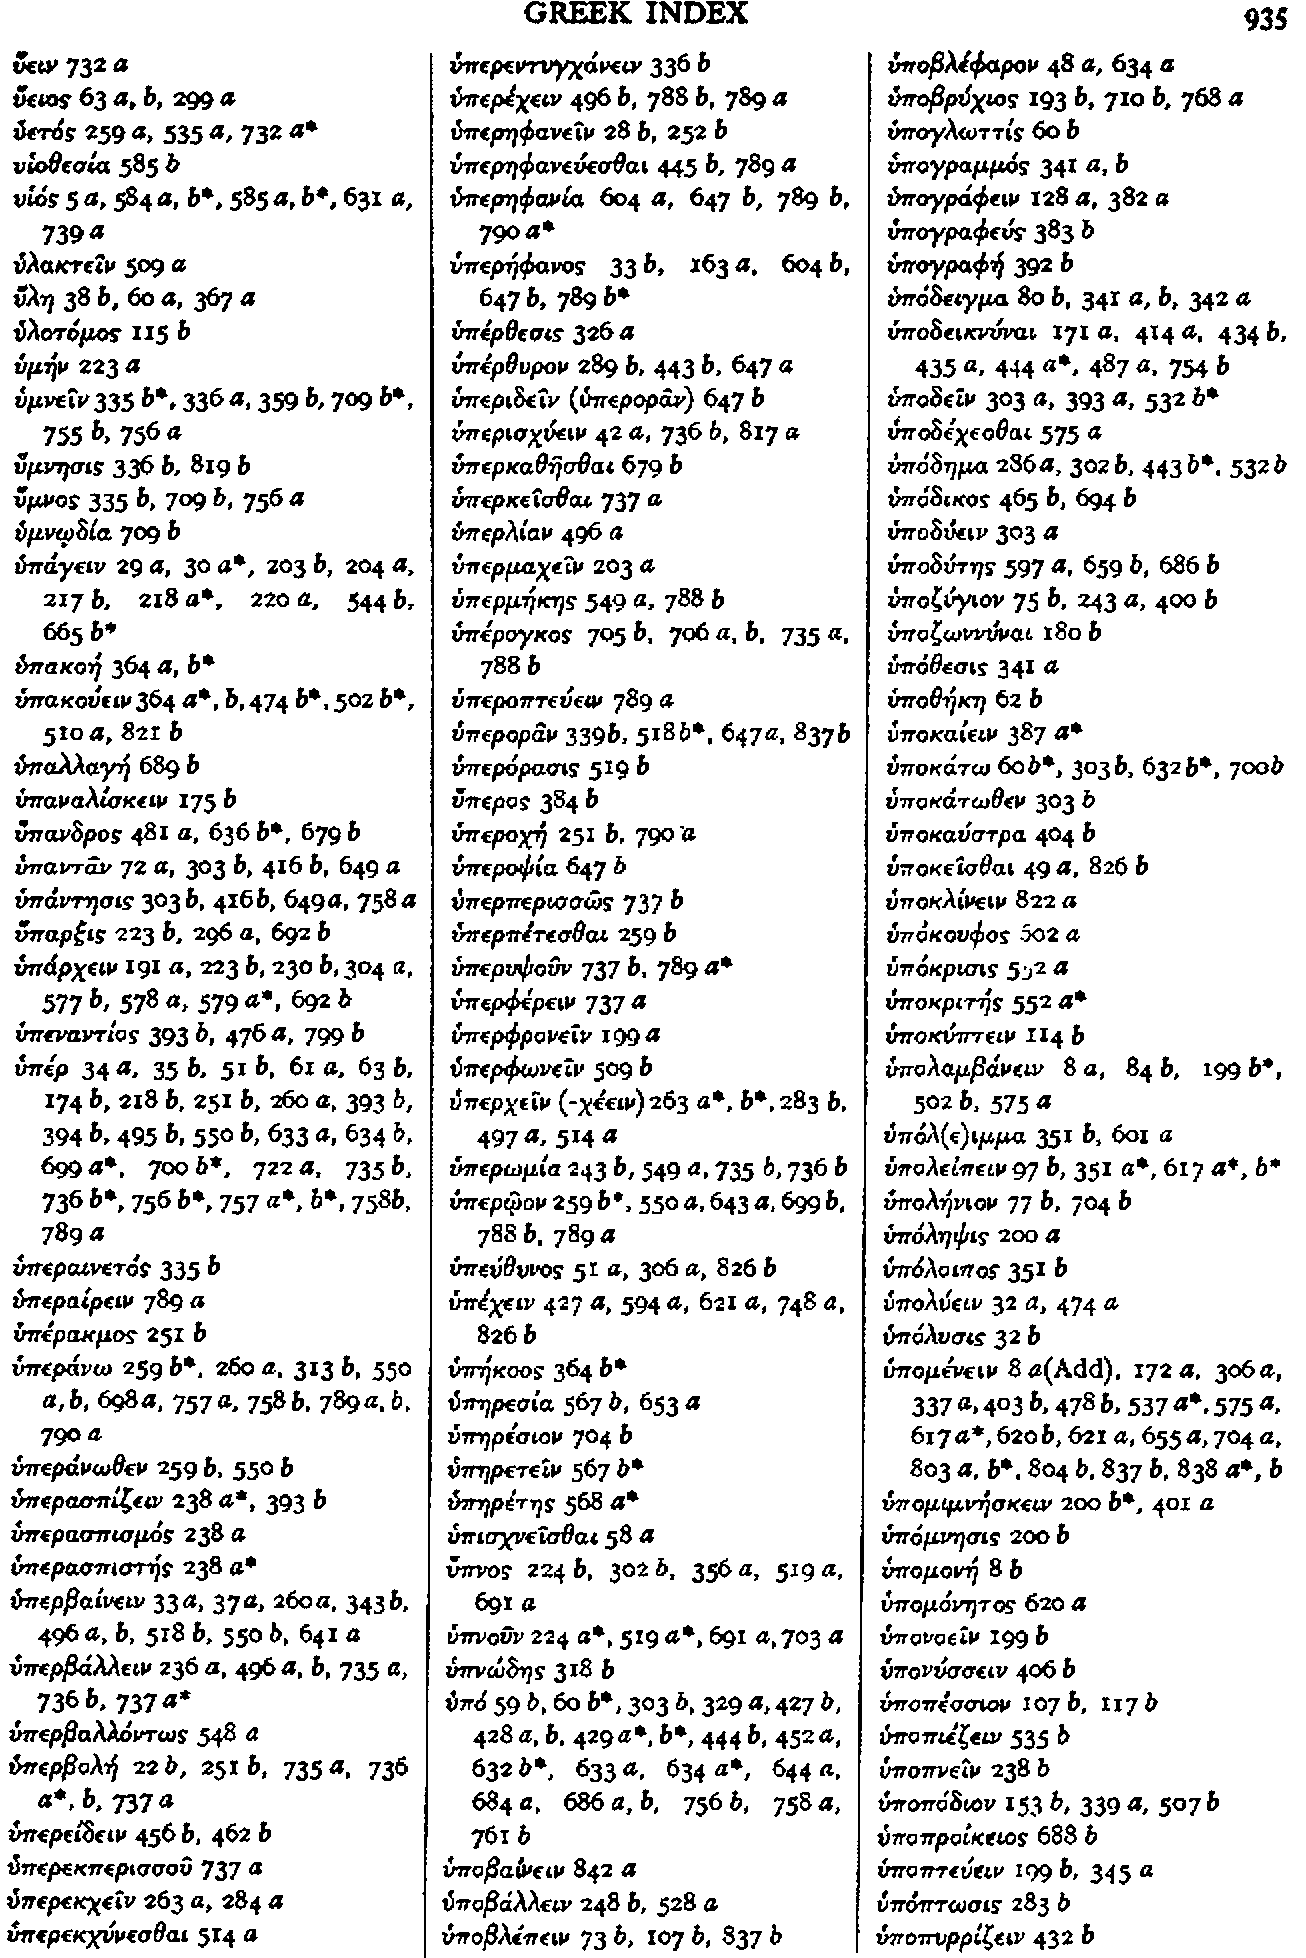 GREEK INDEX
935
ὕειν 732 a
ὕειος 63 a, b, 299 a
ὑετός 259 a, 535 a, 732 a*
υἱοθεσία 585 b
υἱός 5 a, 584 a, b*, 585 a, b*, 631 a,
739 a
ὑλακτεῖν 509 a
ὕλη 38 b, 60 a, 367 a
ὑλοτόμος 115 b
ὑμήν 223 a
ὑμνεῖν 335 b*, 336 a, 359 b, 709 b*,
755 b, 756 a
ὕμνησις 336 b, 819 b
ὕμνος 335 b, 709 b, 756 a
ὑμνῳδία 709 b
ὑπάγειν 29 a, 30 a*, 203 b, 204 a,
217 b, 218 a*, 220 a, 544 b,
665 b*
ὑπακοή 364 a, b*
ὑπακούειν 364 a*, b, 474 b*, 502 b*,
510 a, 821 b
ὑπαλλαγή 689 b
ὑπαναλίσκειν 175 b
ὕπανδρος 481 a, 636 b*, 679 b
ὑπαντᾶν 72 a, 303 b, 416 b, 649 a
ὑπάντησις 303 b, 416 b, 649 a, 758 a
ὕπαρξις 223 b, 296 a, 692 b
ὑπάρχειν 191 a, 223 b, 230 b, 304 a,
577 b, 578 a, 579 a*, 692 b
ὑπεναντίος 393 b, 476 a, 799 b
ὑπέρ 34 a, 35 b, 51 b, 61 a, 63 b,
174 b, 218 b, 251 b, 260 a, 393 b,
394 b, 495 b, 550 b, 633 a, 634 b,
699 a*, 700 b*, 722 a, 735 b,
736 b*, 756 b*, 757 a*, b*, 758 b,
789 a
ὑπεραινετός 335 b
ὑπεραίρειν 789 a
ὑπέρακμος 251 b
ὑπεράνω 259 b*, 260 a, 313 b, 550
a, b, 698 a, 757 a, 758 b, 789 a, b,
790 a
ὑπεράνωθεν 259 b, 550 b
ὑπερασπίζειν 238 a*, 393 b
ὑπερασπισμός 238 a
ὑπερασπιστής 238 a*
ὑπερβαίνειν 33 a, 37 a, 260 a, 343 b,
496 a, b, 518 b, 550 b, 641 a
ὑπερβάλλειν 236 a, 496 a, b, 735 a,
736 b, 737 a*
ὑπερβαλλόντως 548 a
ὑπερβολή 22 b, 251 b, 735 a, 736
a*, b, 737 a
ὑπερείδειν 456 b, 462 b
ὑπερεκπερισσοῦ 737 a
ὑπερεκχεῖν 263 a, 284 a
ὑπερεκχύνεσθαι 514 a
ὑπερεντυγχάνειν 336 b
ὑπερέχειν 496 b, 788 b, 789 a
ὑπερηφανεῖν 28 b, 252 b
ὑπερηφανεύεσθαι 445 b, 789 a
ὑπερηφανία 604 a, 647 b, 789 b,
790 a*
ὑπερήφανος 33 b, 163 a, 604 b,
647 b, 789 b*
ὑπέρθεσις 326 a
ὑπέρθυρον 289 b, 443 b, 647 a
ὑπεριδεῖν (ὑπερορᾶν) 647 b
ὑπερισχύειν 42 a, 736 b, 817 a
ὑπερκαθῆσθαι 679 b
ὑπερκεῖσθαι 737 a
ὑπερλίαν 496 a
ὑπερμαχεῖν 203 a
ὑπερμήκης 549 a, 788 b
ὑπέρογκος 705 b, 706 a, b, 735 a,
788 b
ὑπεροπτεύειν 789 a
ὑπερορᾶν 339 b, 518 b*, 647 a, 837 b
ὑπερόρασις 519 b
ὕπερος 384 b
ὑπεροχή 251 b, 790 a
ὑπεροψία 647 b
ὑπερπερισσῶς 737 b
ὑπερπέτεσθαι 259 b
ὑπερυψοῦν 737 b, 789 a*
ὑπερφέρειν 737 a
ὑπερφρονεῖν 199 a
ὑπερφωνεῖν 509 b
ὑπερχεῖν (-χέειν) 263 a*, b*, 283 b,
497 a, 514 a
ὑπερωμία 243 b, 549 a, 735 b, 736 b
ὑπερῷον 259 b*, 550 a, 643 a, 699 b,
788 b, 789 a
ὑπεύθυνος 51 a, 306 a, 826 b
ὑπέχειν 427 a, 594 a, 621 a, 748 a,
826 b
ὑπήκοος 364 b*
ὑπηρεσία 567 b, 653 a
ὑπηρέσιον 704 b
ὑπηρετεῖν 567 b*
ὑπηρέτης 568 a*
ὑπισχνεῖσθαι 58 a
ὕπνος 224 b, 302 b, 356 a, 519 a,
691 a
ὑπνοῦν 224 a*, 519 a*, 691 a, 703 a
ὑπνώδης 318 b
ὑπό 59 b, 60 b*, 303 b, 329 a, 427 b,
428 a, b, 429 a*, b*, 444 b, 452 a,
632 b*, 633 a, 634 a*, 644 a,
684 a, 686 a, b, 756 b, 758 a,
761 b
ὑποβαίνειν 842 a
ὑποβάλλειν 248 b, 528 a
ὑποβλέπειν 73 b, 107 b, 837 b
ὑποβλέφαρον 48 a, 634 a
ὑποβρύχιος 193 b, 710 b, 768 a
ὑπογλωττίς 60 b
ὑπογραμμός 341 a, b
ὑπογράφειν 128 a, 382 a
ὑπογραφεύς 383 b
ὑπογραφή 392 b
ὑπόδειγμα 80 b, 341 a, b, 342 a
ὑποδεικνύναι 171 a, 414 a, 434 b,
435 a, 444 a*, 487 a, 754 b
ὑποδεῖν 303 a, 393 a, 532 b*
ὑποδέχεσθαι 575 a
ὑπόδημα 286 a, 302 b, 443 b*, 532 b
ὑπόδικος 465 b, 694 b
ὑποδύειν 303 a
ὑποδύτης 597 a, 659 b, 686 b
ὑποζύγιον 75 b, 243 a, 400 b
ὑποζωννύναι 180 b
ὑπόθεσις 341 a
ὑποθήκη 62 b
ὑποκαίειν 387 a*
ὑποκάτω 60 b*, 303 b, 632 b*, 700 b
ὑποκάτωθεν 303 b
ὑποκαύστρα 404 b
ὑποκεῖσθαι 49 a, 826 b
ὑποκλίνειν 822 a
ὑπόκουφος 502 a
ὑπόκρισις 552 a
ὑποκριτής 552 a*
ὑποκύπτειν 114 b
ὑπολαμβάνειν 8 a, 84 b, 199 b*,
502 b, 575 a
ὑπόλ(ε)ιμμα 351 b, 601 a
ὑπολείπειν 97 b, 351 a*, 617 a*, b*
ὑπολήνιον 77 b, 704 b
ὑπόληψις 200 a
ὑπόλοιπος 351 b
ὑπολύειν 32 a, 474 a
ὑπόλυσις 32 b
ὑπομένειν 8 a(Add), 172 a, 306 a,
337 a, 403 b, 478 b, 537 a*, 575 a,
617 a*, 620 b, 621 a, 655 a, 704 a,
803 a, b*, 804 b, 837 b, 838 a*, b
ὑπομιμνήσκειν 200 b*, 401 a
ὑπόμνησις 200 b
ὑπομονή 8 b
ὑπομόνητος 620 a
ὑπονοεῖν 199 b
ὑπονύσσειν 406 b
ὑποπέσσιον 107 b, 117 b
ὑποπιέζειν 535 b
ὑποπνεῖν 238 b
ὑποπόδιον 153 b, 339 a, 507 b
ὑποπροίκειος 688 b
ὑποπτεύειν 199 b, 345 a
ὑπόπτωσις 283 b
ὑποπυρρίζειν 432 b